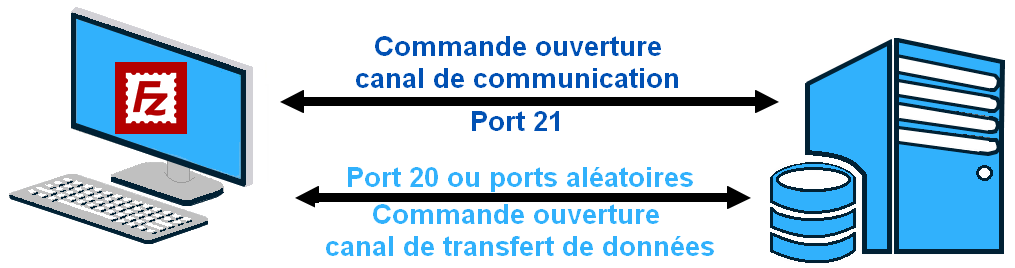 Fz
Commande ouverture
canal de communication
Port 21
Port 20 ou ports aléatoires
Commande ouverture
canal de transfert de données